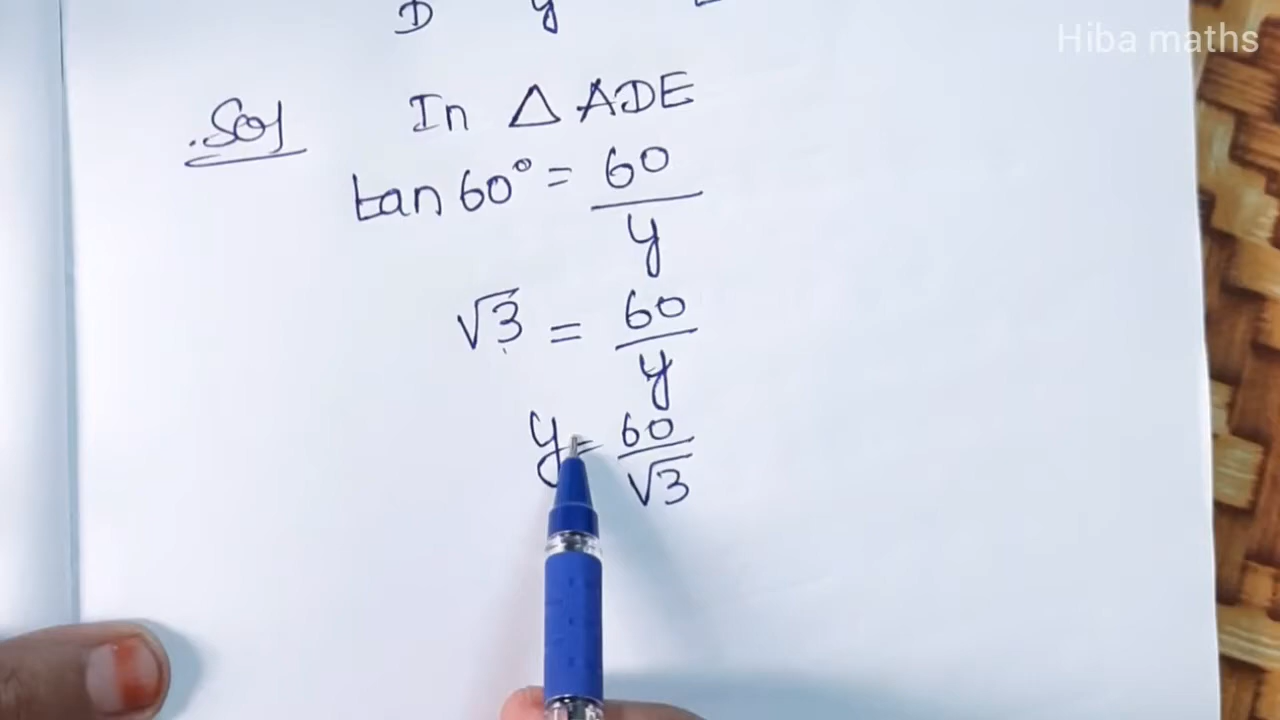 D y
Hiba maths
.Sol In △ ADE
tan 60° = 60/y
√3 = 60/y
y = 60/√3